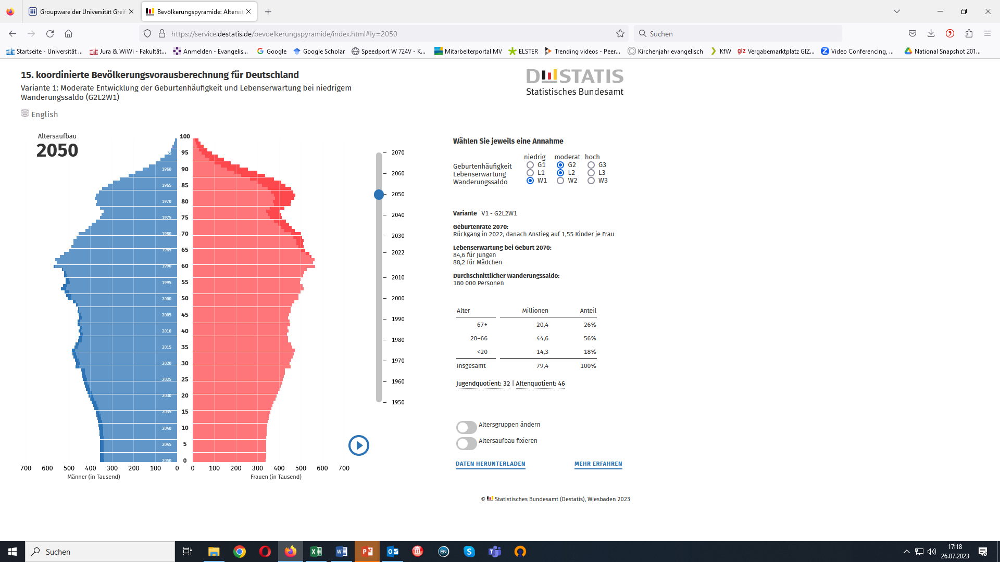 Groupware der Universität Greif
Bevölkerungspyramide: Altersst
https://service.destatis.de/bevoelkerungspyramide/index.html#!y=2050
Suchen
Startseite - Universität ...
Jura & WiWi - Fakultät...
Anmelden - Evangelis...
Google
Google Scholar
Speedport W 724V - K...
Mitarbeiterportal MV
ELSTER
Trending videos - Peer...
Kirchenjahr evangelisch
KfW
giz Vergabemarktplatz GIZ...
Video Conferencing, ...
National Snapshot 201...
15. koordinierte Bevölkerungsvorausberechnung für Deutschland
Variante 1: Moderate Entwicklung der Geburtenhäufigkeit und Lebenserwartung bei niedrigem
Wanderungssaldo (G2L2W1)
DESTATIS
Statistisches Bundesamt
English
Altersaufbau
2050
100
95
90
85
80
75
70
65
60
55
50
45
40
35
30
25
20
15
10
5
0
1960
1965
1970
1975
1980
1985
1990
1995
2000
2005
2010
2015
2020
2025
2030
2035
2040
2045
2050
700 600 500 400 300 200 100 0
0 100 200 300 400 500 600 700
Männer (in Tausend)
Frauen (in Tausend)
2070
2060
2050
2040
2030
2022
2010
2000
1990
1980
1970
1960
1950
Wählen Sie jeweils eine Annahme
niedrig moderat hoch
Geburtenhäufigkeit G1 G2 G3
Lebenserwartung L1 L2 L3
Wanderungssaldo W1 W2 W3
Variante V1 - G2L2W1
Geburtenrate 2070:
Rückgang in 2022, danach Anstieg auf 1,55 Kinder je Frau
Lebenserwartung bei Geburt 2070:
84,6 für Jungen
88,2 für Mädchen
Durchschnittlicher Wanderungssaldo:
180 000 Personen
Alter Millionen Anteil
67+ 20,4 26%
20–66 44,6 56%
<20 14,3 18%
Insgesamt 79,4 100%
Jugendquotient: 32 | Altenquotient: 46
Altersgruppen ändern
Altersaufbau fixieren
DATEN HERUNTERLADEN
MEHR ERFAHREN
© Statistisches Bundesamt (Destatis), Wiesbaden 2023
Suchen
EN
17:18
26.07.2023